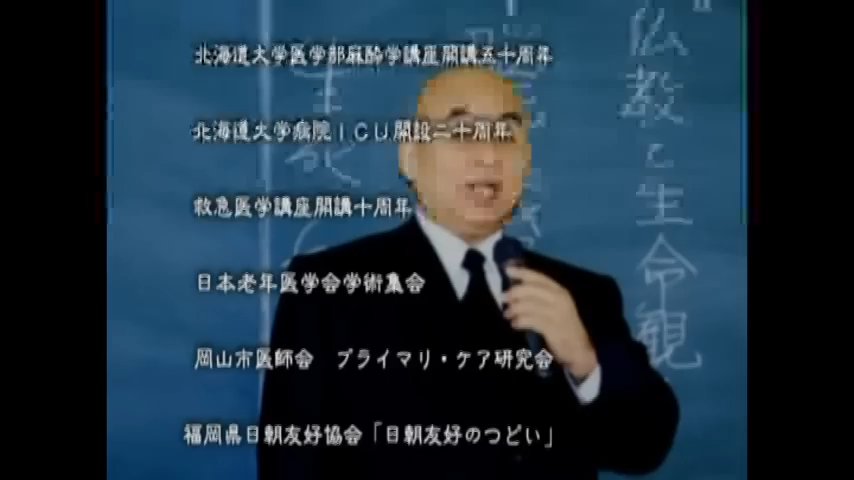 北海道大学医学部麻酔学講座開講五十周年
北海道大学病院ICU開設二十周年
救急医学講座開講十周年
日本老年医学会学術集会
岡山市医師会　プライマリ・ケア研究会
福岡県日朝友好協会「日朝友好のつどい」
仏教と生命観